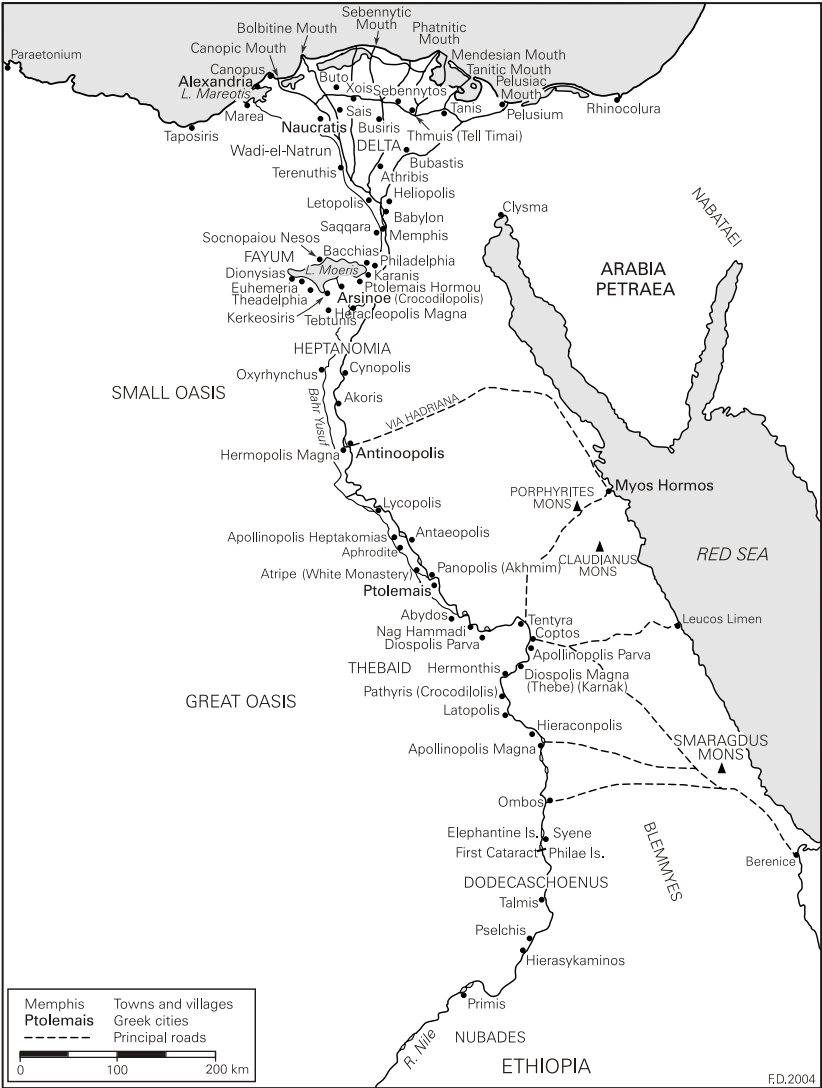 Sebennytic
Mouth
Bolbitine Mouth
Phatnitic
Mouth
Canopic Mouth
Mendesian Mouth
Paraetonium
Tanitic Mouth
Canopus
Pelusiac
Mouth
Alexandria
Buto
Xois
Sebennytos
L. Mareotis
Rhinocolura
Marea
Sais
Tanis
Pelusium
Taposiris
Naucratis
Busiris
Thmuis (Tell Timai)
Wadi-el-Natrun
DELTA
Bubastis
Terenuthis
Athribis
Heliopolis
Letopolis
Babylon
Clysma
NABATAEI
Saqqara
Memphis
Socnopaiou Nesos
Bacchias
FAYUM
Philadelphia
L. Moeris
Dionysias
Karanis
ARABIA
PETRAEA
Euhemeria
Ptolemais Hormou
Theadelphia
Arsinoe (Crocodilopolis)
Kerkeosiris
Tebtunis
Heracleopolis Magna
HEPTANOMIA
Oxyrhynchus
Cynopolis
SMALL OASIS
Bahr Yusuf
Akoris
VIA HADRIANA
Hermopolis Magna
Antinoopolis
Myos Hormos
PORPHYRITES
MONS
Lycopolis
Apollinopolis Heptakomias
Antaeopolis
Aphrodite
RED SEA
CLAUDIANUS
MONS
Atripe (White Monastery)
Panopolis (Akhmim)
Ptolemais
Abydos
Tentyra
Leucos Limen
Nag Hammadi
Coptos
Diospolis Parva
Apollinopolis Parva
THEBAID
Hermonthis
Diospolis Magna
(Thebe) (Karnak)
Pathyris (Crocodilolis)
GREAT OASIS
Latopolis
Hieraconpolis
SMARAGDUS
MONS
Apollinopolis Magna
Ombos
Elephantine Is.
Syene
BLEMMYES
First Cataract
Philae Is.
Berenice
DODECASCHOENUS
Talmis
Pselchis
Hierasykaminos
Primis
R. Nile
NUBADES
ETHIOPIA
Memphis Towns and villages
Ptolemais Greek cities
Principal roads
0 100 200 km
F.D.2004